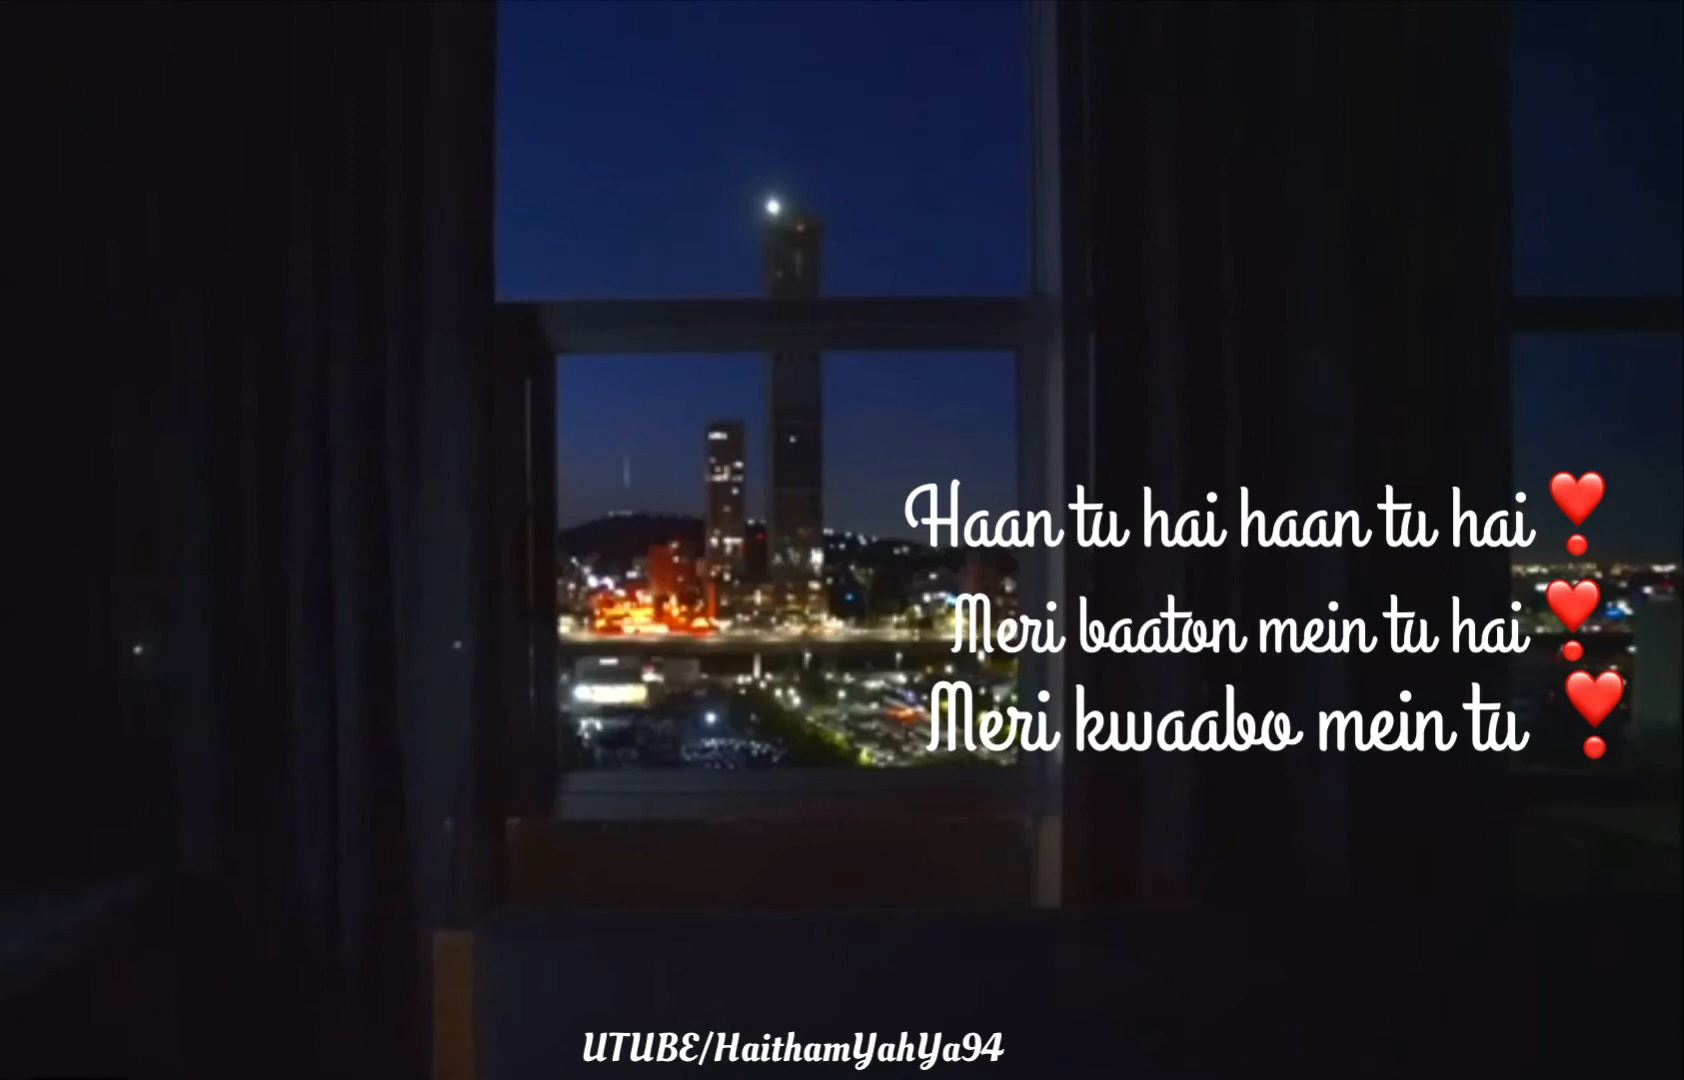 Haan tu hai haan tu hai ❣️
Meri baaton mein tu hai ❣️
Meri kwaabo mein tu ❣️
UTUBE/HaithamYahYa94